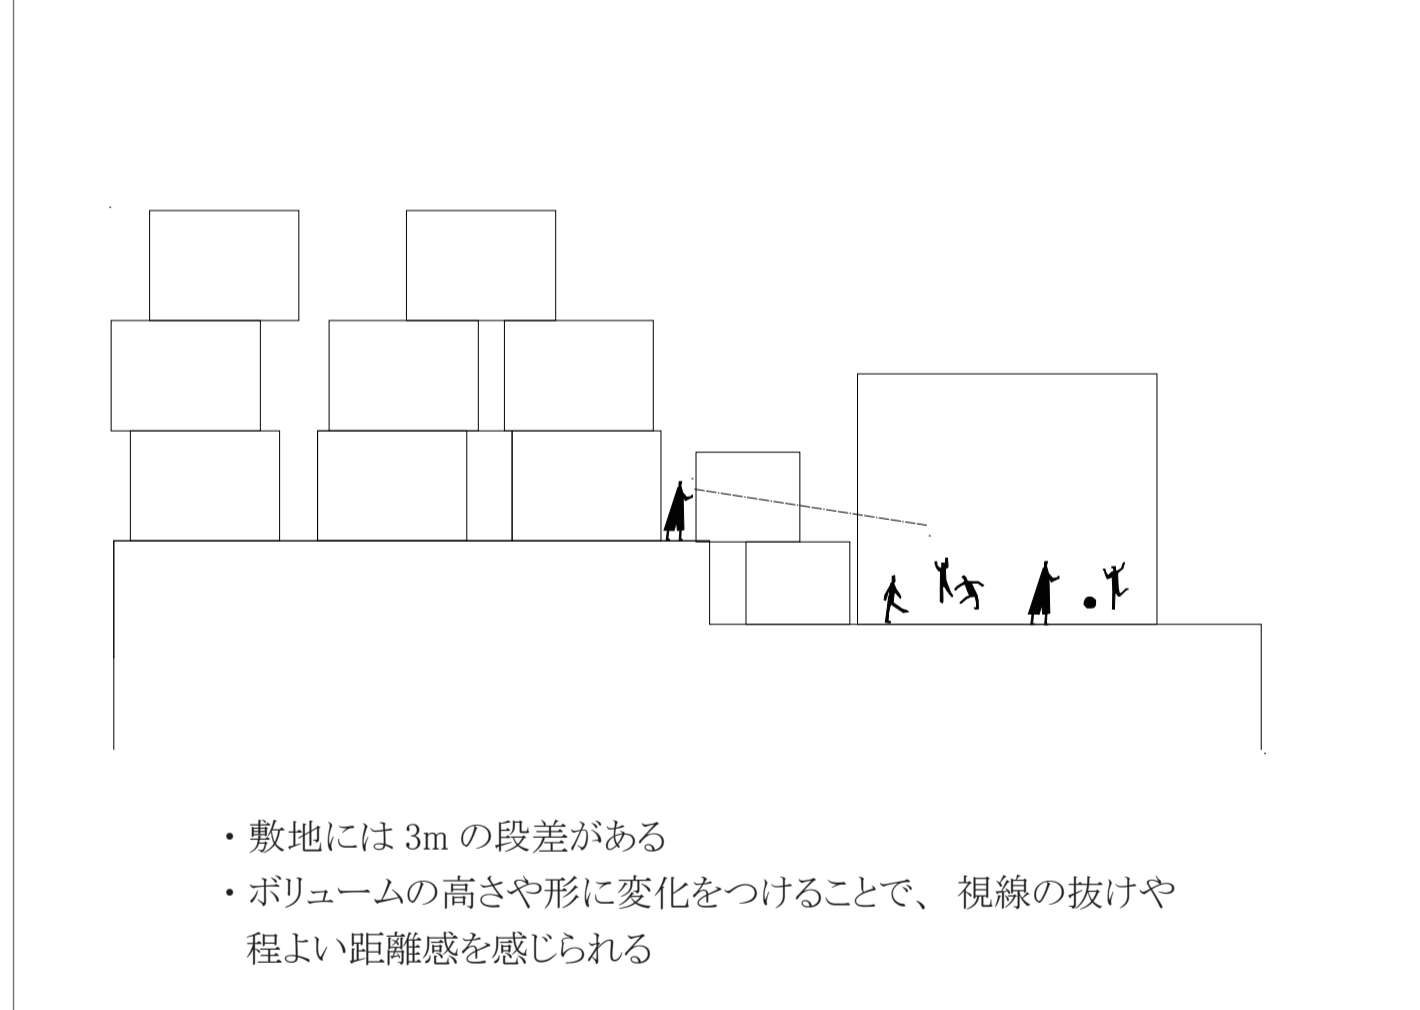 ・敷地には 3m の段差がある
・ボリュームの高さや形に変化をつけることで、 視線の抜けや
程よい距離感を感じられる